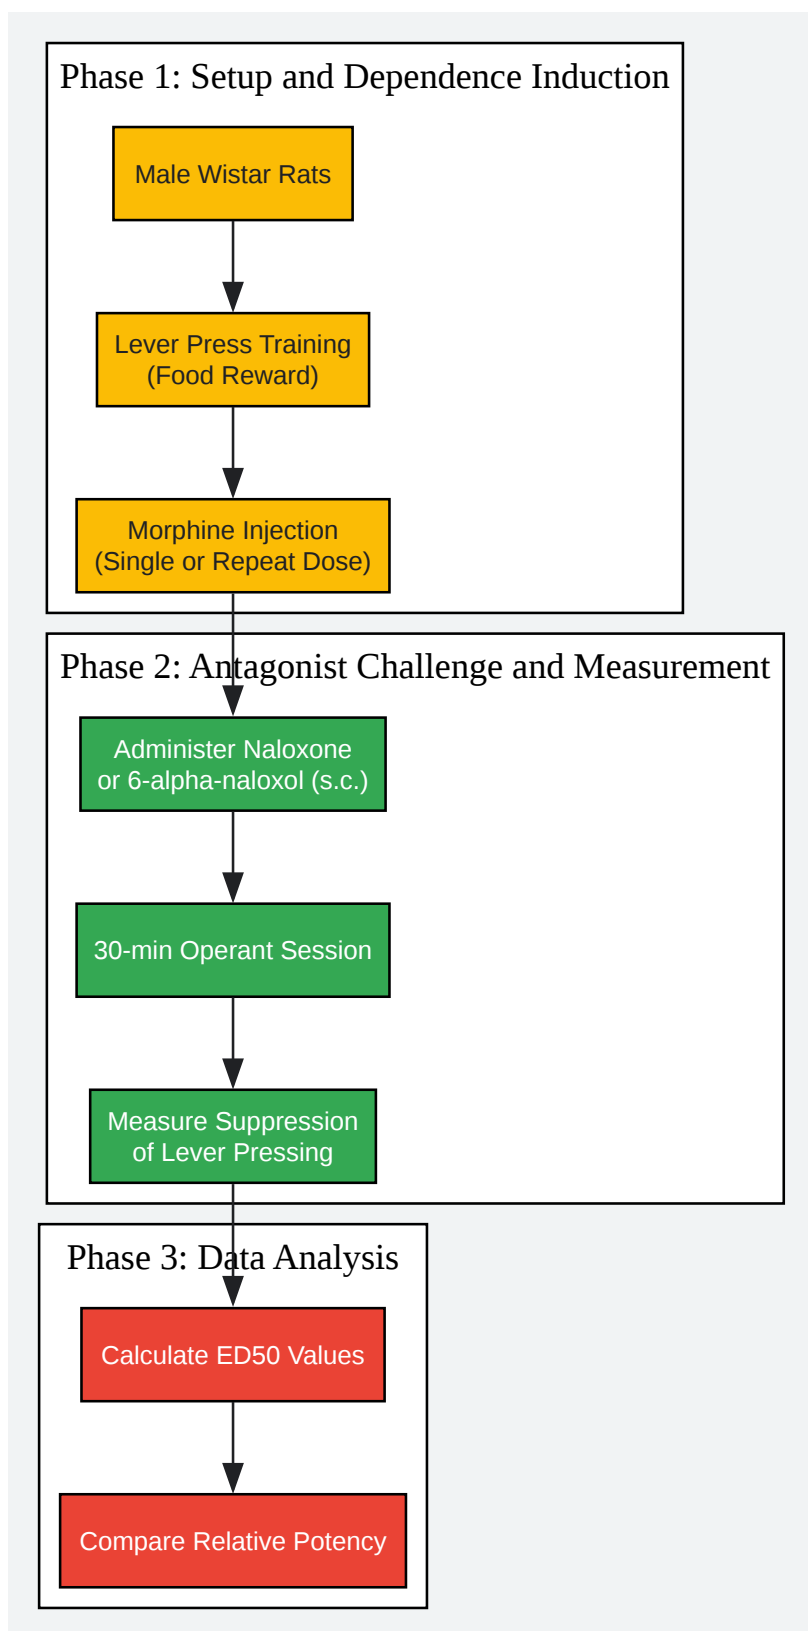 Phase 1: Setup and Dependence Induction
Male Wistar Rats
Lever Press Training
(Food Reward)
Morphine Injection
(Single or Repeat Dose)
Phase 2: Antagonist Challenge and Measurement
Administer Naloxone
or 6-alpha-naloxol (s.c.)
30-min Operant Session
Measure Suppression
of Lever Pressing
Phase 3: Data Analysis
Calculate ED50 Values
Compare Relative Potency